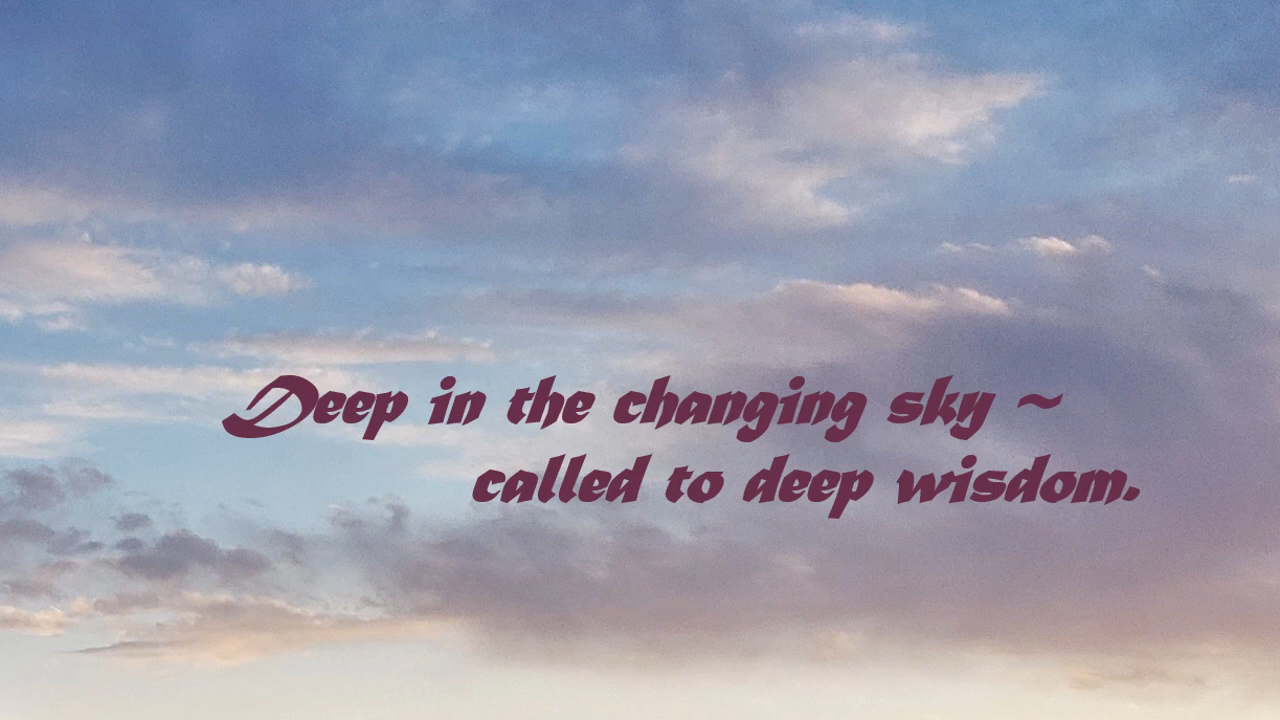 Deep in the changing sky ~
called to deep wisdom.